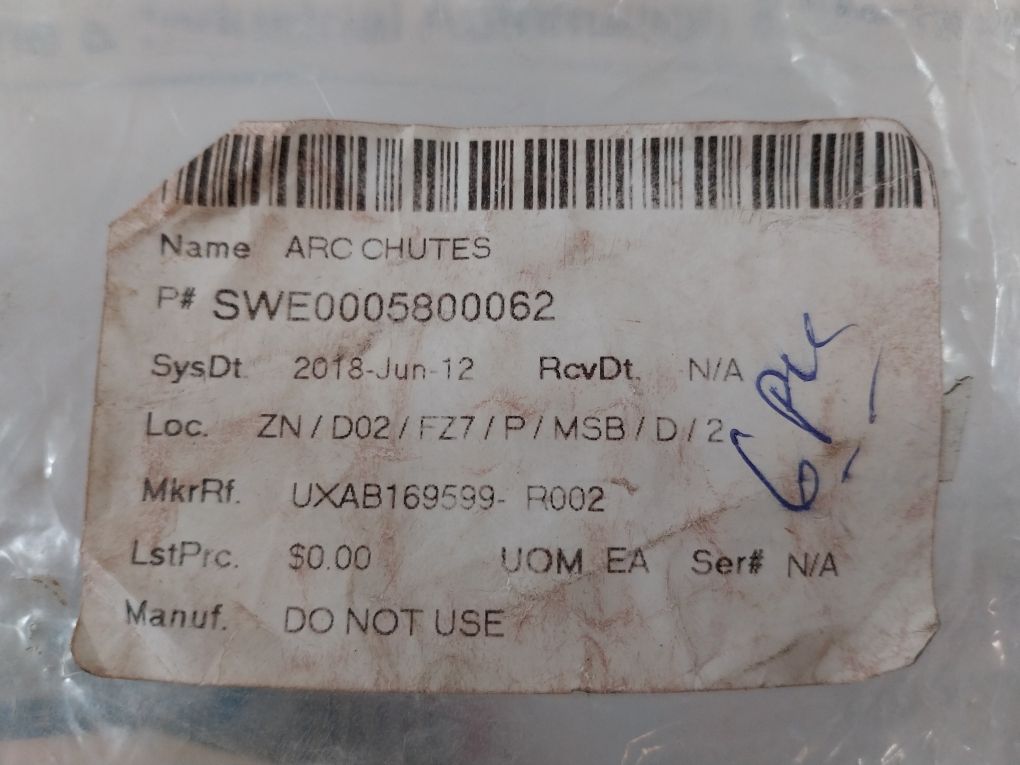 Name ARC CHUTES
P# SWE0005800062
SysDt. 2018-Jun-12 RcvDt. N/A
Loc. ZN / D02 / FZ7 / P / MSB / D / 2
MkrRf. UXAB169599- R002
LstPrc. $0.00 UOM EA Ser# N/A
Manuf. DO NOT USE
6